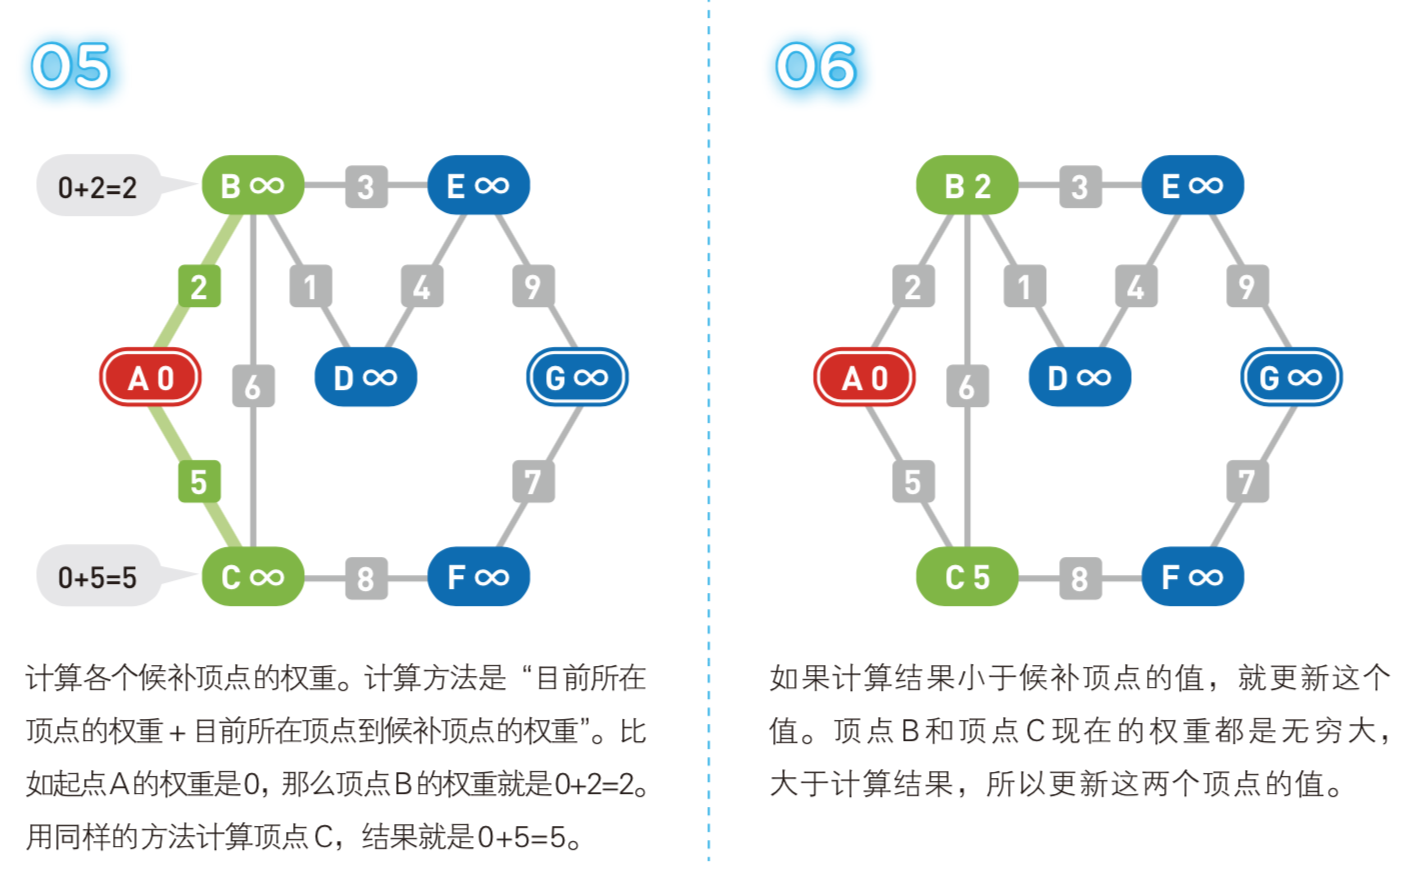 05
0+2=2
B ∞
3
E ∞
2
1
4
9
A 0
6
D ∞
G ∞
5
7
0+5=5
C ∞
8
F ∞
计算各个候补顶点的权重。计算方法是“目前所在
顶点的权重 + 目前所在顶点到候补顶点的权重”。比
如起点A的权重是0，那么顶点B的权重就是0+2=2。
用同样的方法计算顶点C，结果就是0+5=5。
06
B 2
3
E ∞
2
1
4
9
A 0
6
D ∞
G ∞
5
7
C 5
8
F ∞
如果计算结果小于候补顶点的值，就更新这个
值。顶点B和顶点C现在的权重都是无穷大，
大于计算结果，所以更新这两个顶点的值。